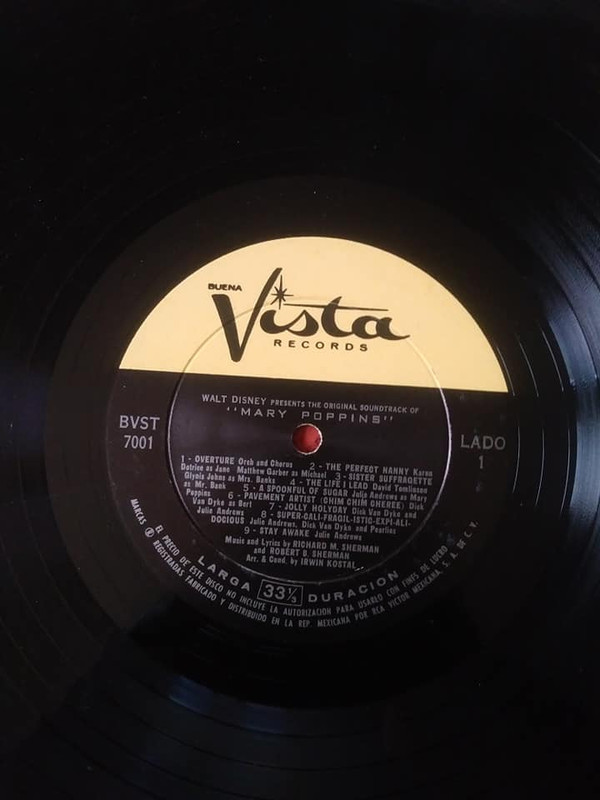 BUENA
Vista
RECORDS
WALT DISNEY PRESENTS THE ORIGINAL SOUNDTRACK OF
"MARY POPPINS"
BVST
7001
LADO
1
1 - OVERTURE Orch and Chorus 2 - THE PERFECT NANNY Karen
Dotrice as Jane Matthew Garber as Michael 3 - SISTER SUFFRAGETTE
Glynis Johns as Mrs. Banks 4 - THE LIFE I LEAD David Tomlinson
as Mr. Bank 5 - A SPOONFUL OF SUGAR Julie Andrews as Mary
Poppins 6 - PAVEMENT ARTIST (CHIM CHIM CHEREE) Dick
Van Dyke as Bert 7 - JOLLY HOLYDAY Dick Van Dyke and
Julie Andrews 8 - SUPER-CALI-FRAGIL-ISTIC-EXPI-ALI-
DOCIOUS Julie Andrews, Dick Van Dyke and Pearlies
9 - STAY AWAKE Julie Andrews
Music and Lyrics by RICHARD M. SHERMAN
and ROBERT B. SHERMAN
Arr. & Cond. by IRWIN KOSTAL
LARGA 33⅓ DURACION
EL PRECIO DE ESTE DISCO NO INCLUYE LA AUTORIZACION PARA USARLO CON FINES DE LUCRO
MARCAS ® REGISTRADAS FABRICADO Y DISTRIBUIDO EN LA REP. MEXICANA POR RCA VICTOR MEXICANA, S. A. DE C. V.